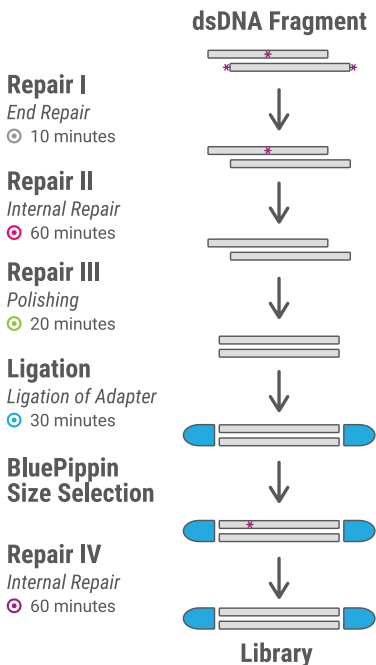 dsDNA Fragment
Repair I
End Repair
10 minutes
Repair II
Internal Repair
60 minutes
Repair III
Polishing
20 minutes
Ligation
Ligation of Adapter
30 minutes
BluePippin
Size Selection
Repair IV
Internal Repair
60 minutes
Library